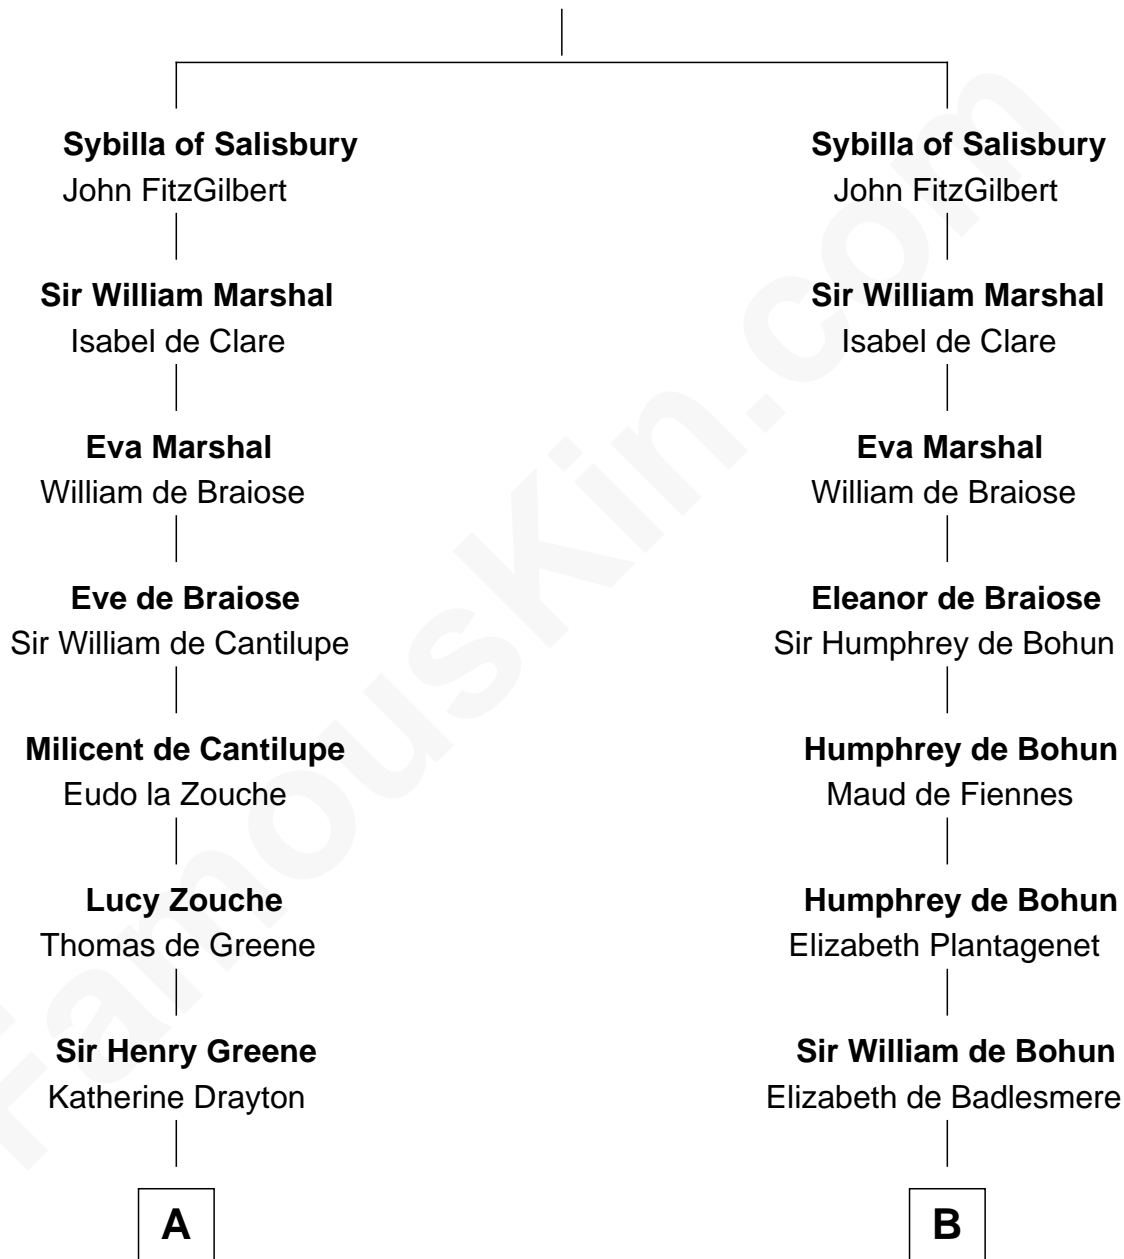 Sybilla of Salisbury
John FitzGilbert
Sir William Marshal
Isabel de Clare
Eva Marshal
William de Braiose
Eve de Braiose
Sir William de Cantilupe
Milicent de Cantilupe
Eudo la Zouche
Lucy Zouche
Thomas de Greene
Sir Henry Greene
Katherine Drayton
A
Sybilla of Salisbury
John FitzGilbert
Sir William Marshal
Isabel de Clare
Eva Marshal
William de Braiose
Eleanor de Braiose
Sir Humphrey de Bohun
Humphrey de Bohun
Maud de Fiennes
Humphrey de Bohun
Elizabeth Plantagenet
Sir William de Bohun
Elizabeth de Badlesmere
B
FamousKin.com